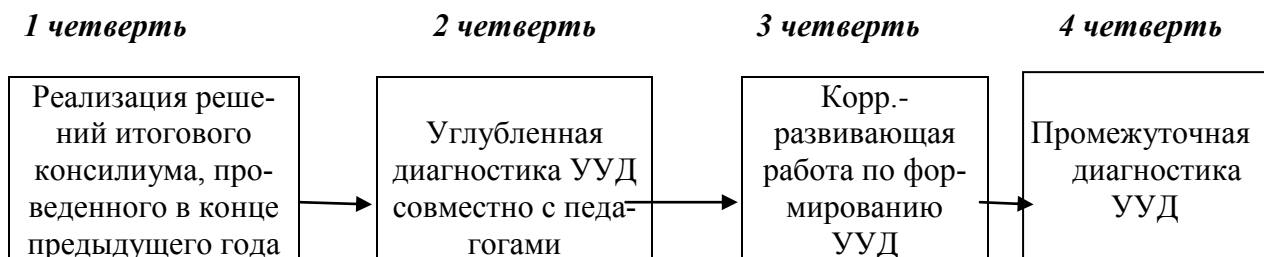 1 четверть
2 четверть
3 четверть
4 четверть
Реализация реше-
ний итогового
консилиума, про-
веденного в конце
предыдущего года
Углубленная
диагностика УУД
совместно с педа-
гогами
Корр.-
развивающая
работа по фор-
мированию
УУД
Промежуточная
диагностика
УУД